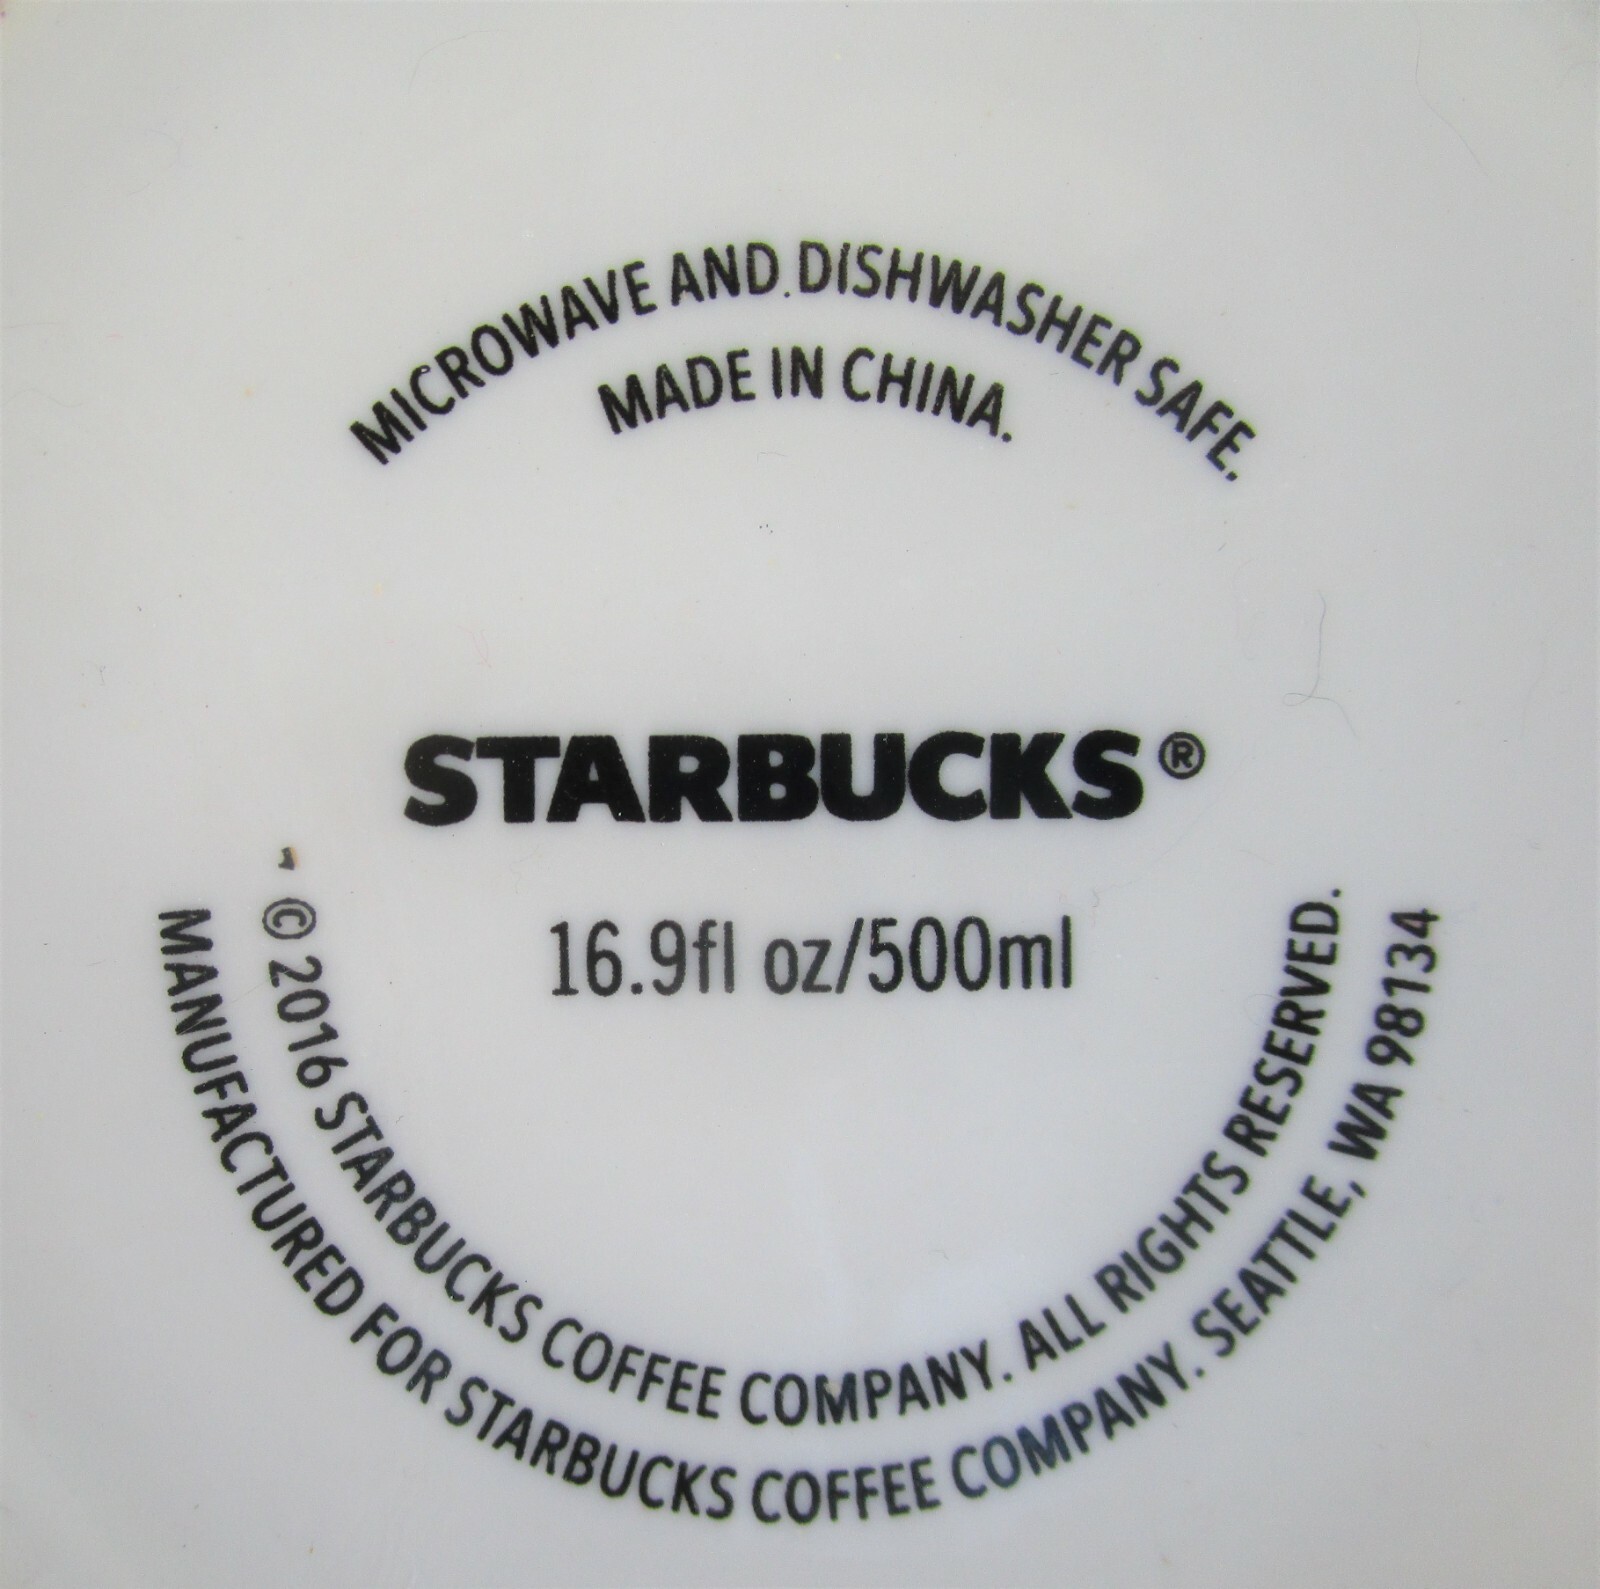 MICROWAVE AND DISHWASHER SAFE.
MADE IN CHINA.
STARBUCKS®
16.9fl oz/500ml
© 2016 STARBUCKS COFFEE COMPANY. ALL RIGHTS RESERVED.
MANUFACTURED FOR STARBUCKS COFFEE COMPANY. SEATTLE, WA 98134